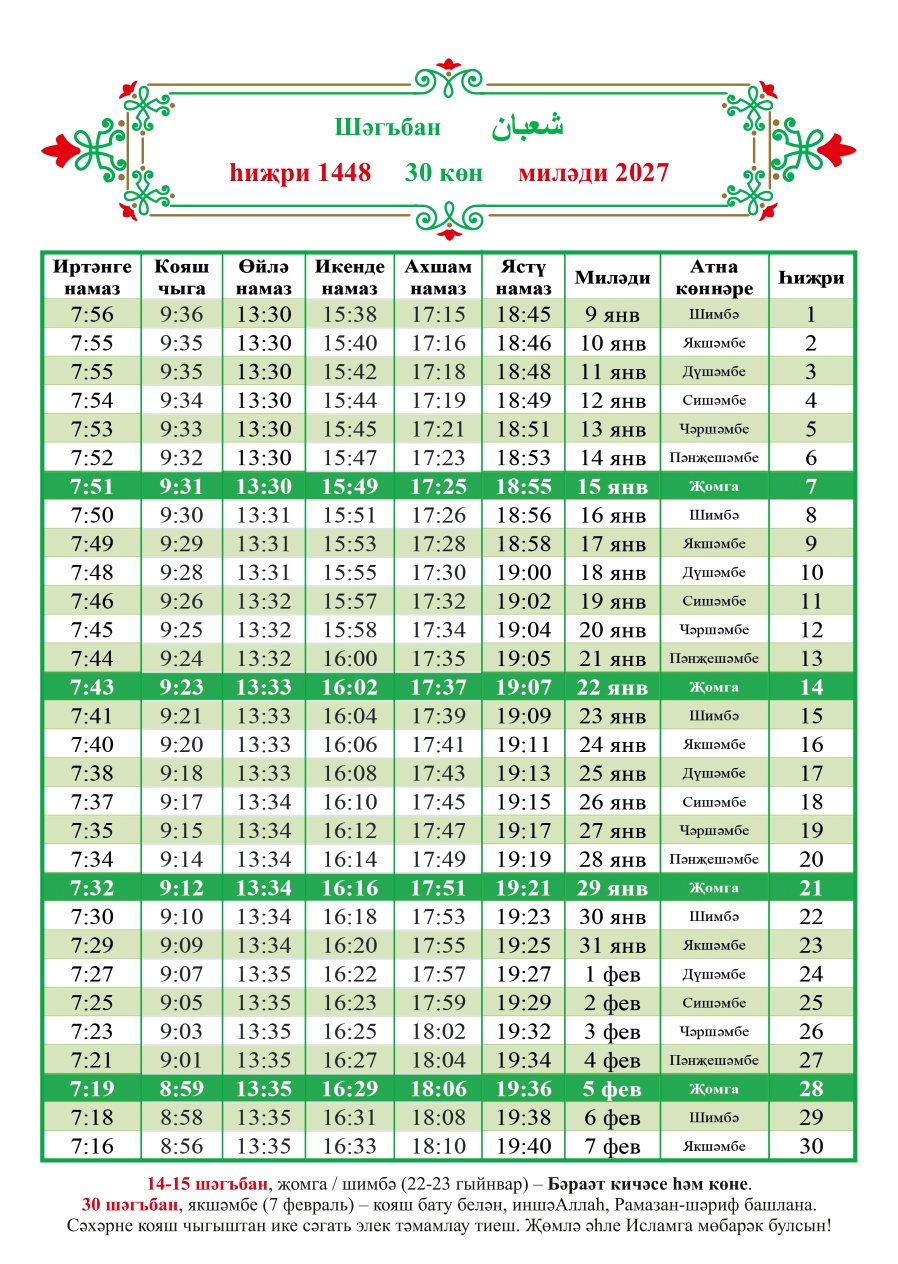 Шәгъбан شعبان
һиҗри 1448 30 көн миләди 2027
Иртәнге намаз Кояш чыга Өйлә намаз Икенде намаз Ахшам намаз Ястү намаз Миләди Атна көннәре Һиҗри
7:56 9:36 13:30 15:38 17:15 18:45 9 янв Шимбә 1
7:55 9:35 13:30 15:40 17:16 18:46 10 янв Якшәмбе 2
7:55 9:35 13:30 15:42 17:18 18:48 11 янв Дүшәмбе 3
7:54 9:34 13:30 15:44 17:19 18:49 12 янв Сишәмбе 4
7:53 9:33 13:30 15:45 17:21 18:51 13 янв Чәршәмбе 5
7:52 9:32 13:30 15:47 17:23 18:53 14 янв Пәнҗешәмбе 6
7:51 9:31 13:30 15:49 17:25 18:55 15 янв Җомга 7
7:50 9:30 13:31 15:51 17:26 18:56 16 янв Шимбә 8
7:49 9:29 13:31 15:53 17:28 18:58 17 янв Якшәмбе 9
7:48 9:28 13:31 15:55 17:30 19:00 18 янв Дүшәмбе 10
7:46 9:26 13:32 15:57 17:32 19:02 19 янв Сишәмбе 11
7:45 9:25 13:32 15:58 17:34 19:04 20 янв Чәршәмбе 12
7:44 9:24 13:32 16:00 17:35 19:05 21 янв Пәнҗешәмбе 13
7:43 9:23 13:33 16:02 17:37 19:07 22 янв Җомга 14
7:41 9:21 13:33 16:04 17:39 19:09 23 янв Шимбә 15
7:40 9:20 13:33 16:06 17:41 19:11 24 янв Якшәмбе 16
7:38 9:18 13:33 16:08 17:43 19:13 25 янв Дүшәмбе 17
7:37 9:17 13:34 16:10 17:45 19:15 26 янв Сишәмбе 18
7:35 9:15 13:34 16:12 17:47 19:17 27 янв Чәршәмбе 19
7:34 9:14 13:34 16:14 17:49 19:19 28 янв Пәнҗешәмбе 20
7:32 9:12 13:34 16:16 17:51 19:21 29 янв Җомга 21
7:30 9:10 13:34 16:18 17:53 19:23 30 янв Шимбә 22
7:29 9:09 13:34 16:20 17:55 19:25 31 янв Якшәмбе 23
7:27 9:07 13:35 16:22 17:57 19:27 1 фев Дүшәмбе 24
7:25 9:05 13:35 16:23 17:59 19:29 2 фев Сишәмбе 25
7:23 9:03 13:35 16:25 18:02 19:32 3 фев Чәршәмбе 26
7:21 9:01 13:35 16:27 18:04 19:34 4 фев Пәнҗешәмбе 27
7:19 8:59 13:35 16:29 18:06 19:36 5 фев Җомга 28
7:18 8:58 13:35 16:31 18:08 19:38 6 фев Шимбә 29
7:16 8:56 13:35 16:33 18:10 19:40 7 фев Якшәмбе 30
14-15 шәгъбан, җомга / шимбә (22-23 гыйнвар) – Бәраәт кичәсе һәм көне.
30 шәгъбан, якшәмбе (7 февраль) – кояш бату белән, иншәАллаһ, Рамазан-шәриф башлана.
Сәхәрне кояш чыгыштан ике сәгать элек тәмамлау тиеш. Җөмлә әһле Исламга мөбарәк булсын!